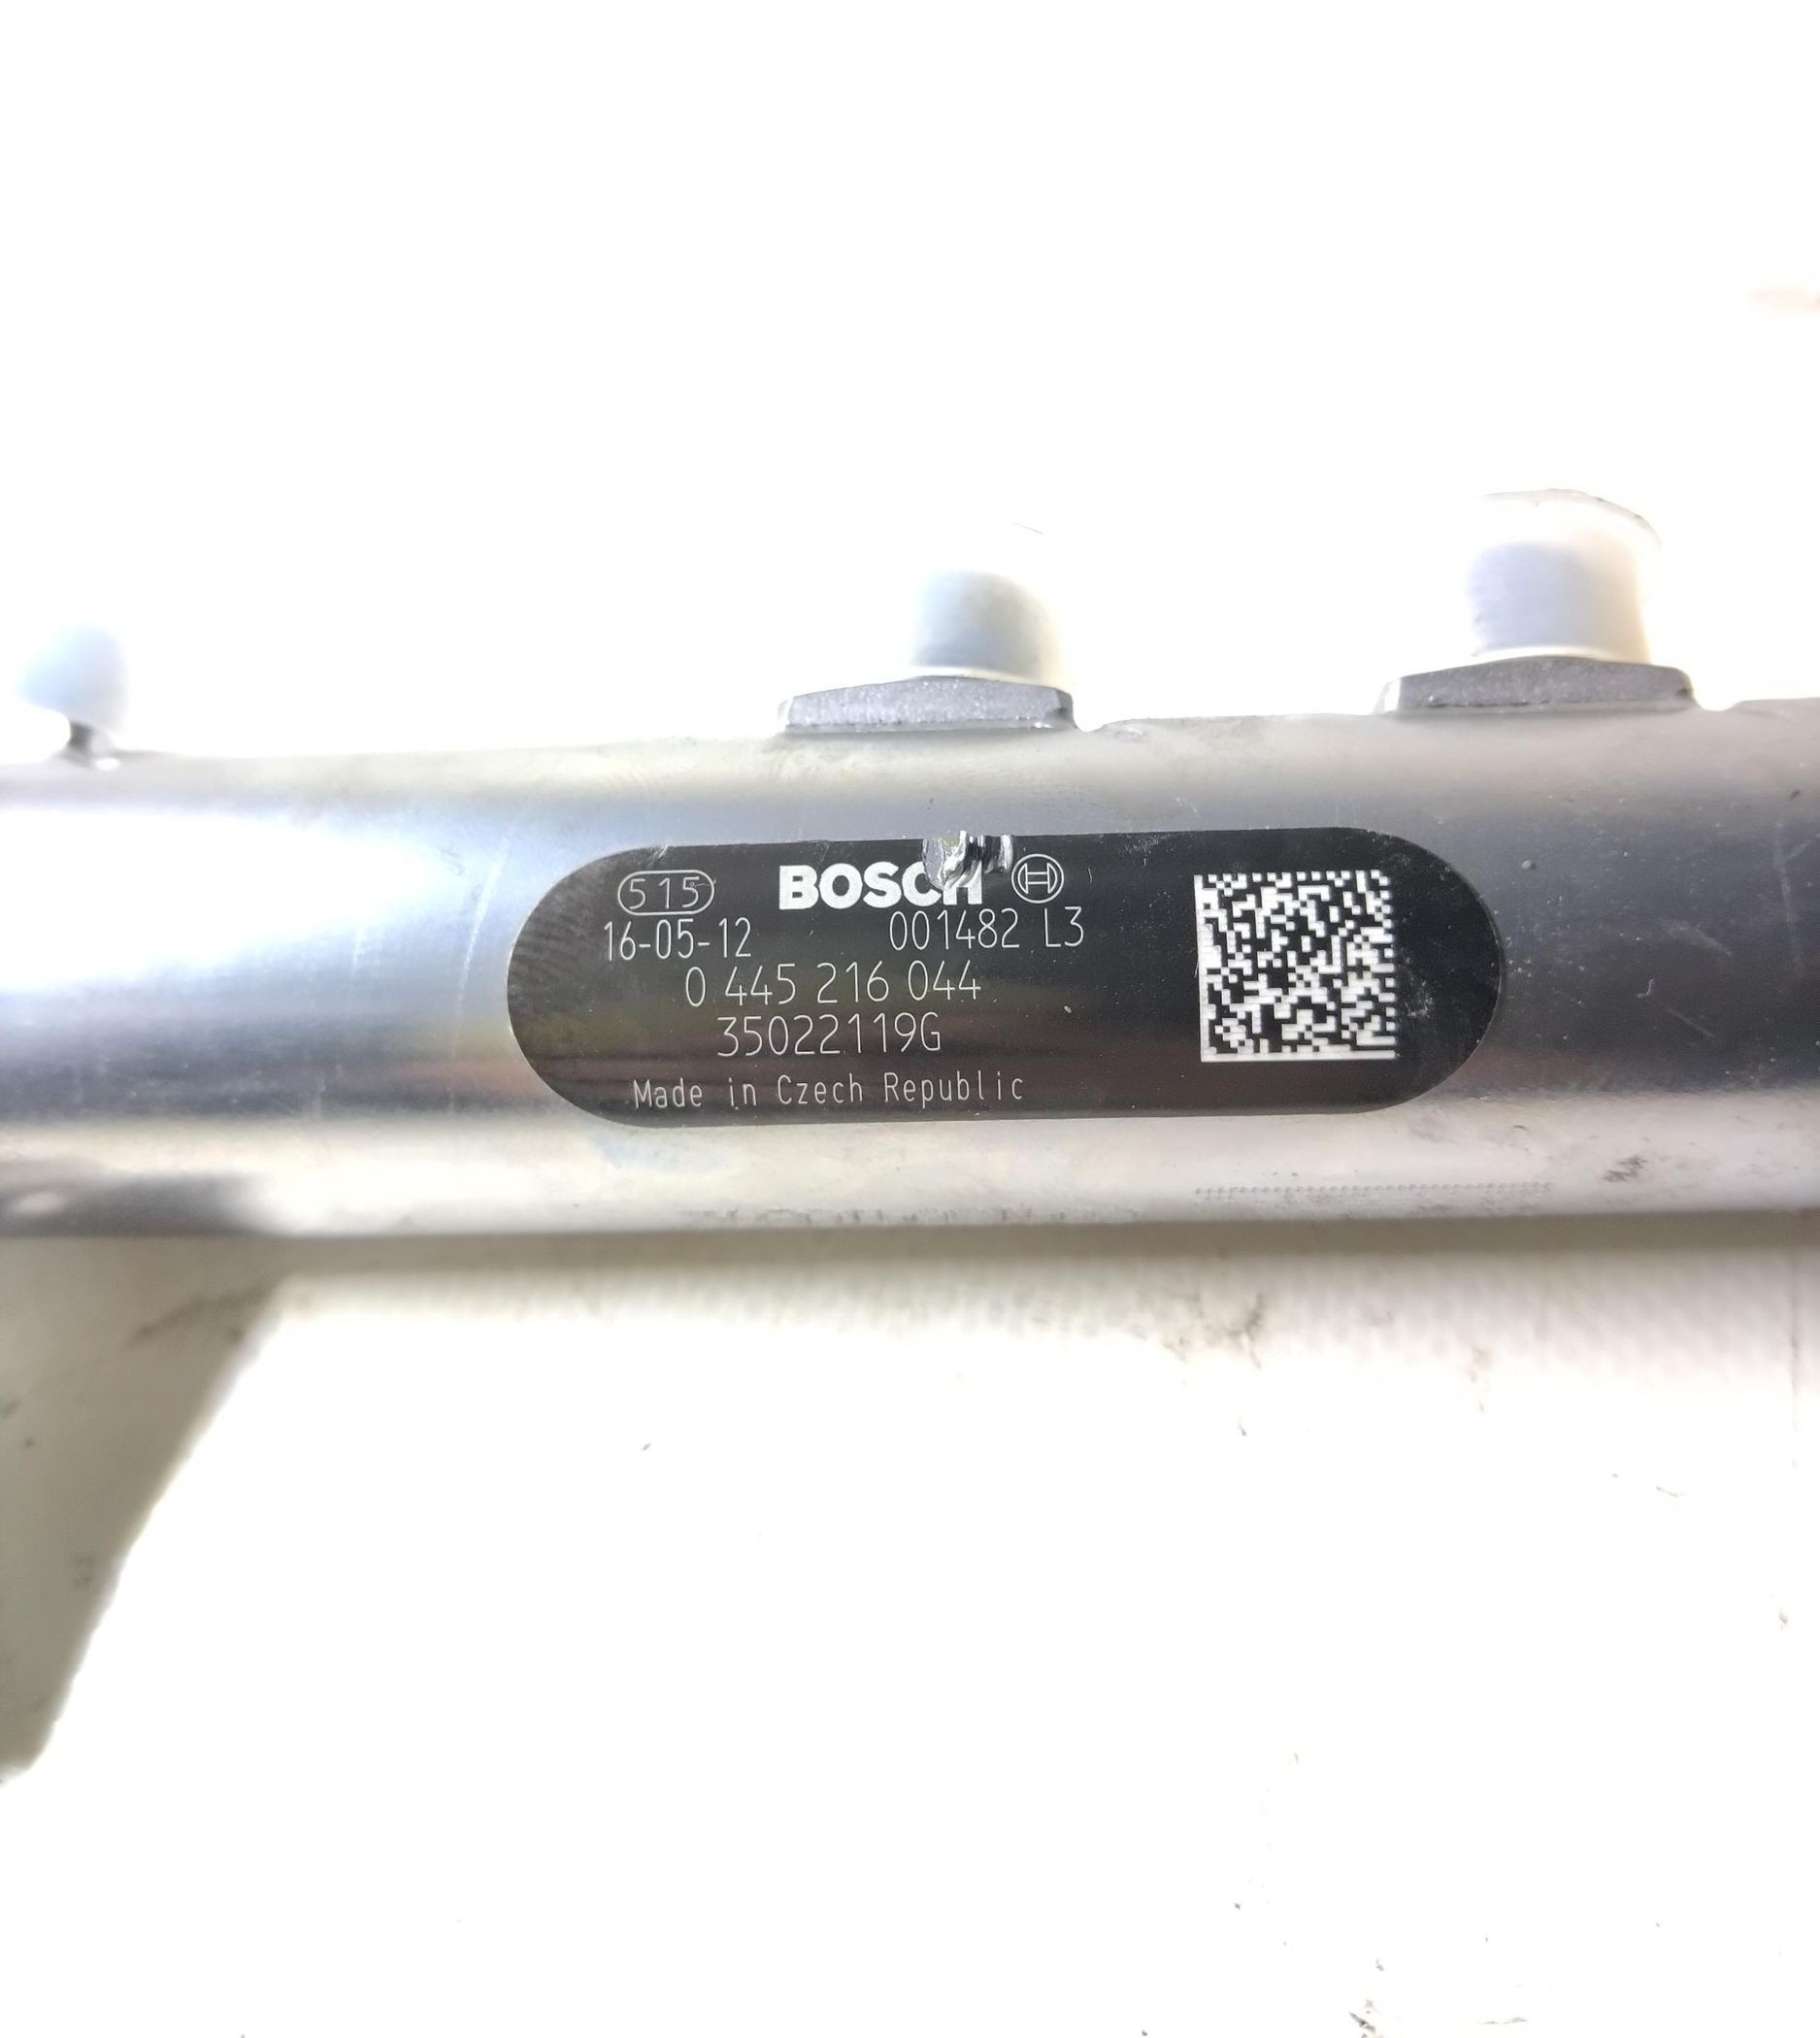 515 BOSCH
16-05-12 001482 L3
0 445 216 044
35022119G
Made in Czech Republic